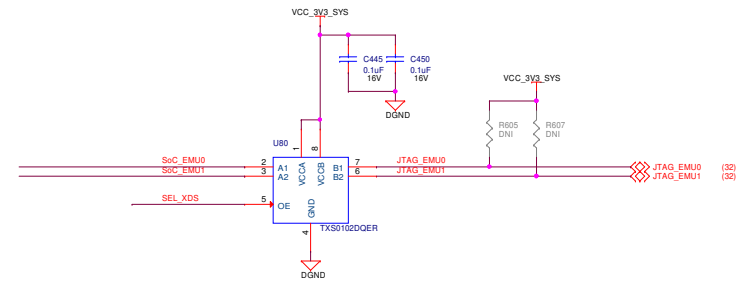 VCC_3V3_SYS
C445
0.1uF
16V
C450
0.1uF
16V
DGND
VCC_3V3_SYS
R605
DNI
R607
DNI
U80
1
8
VCCA
VCCB
SoC_EMU0
2
A1
B1
7
JTAG_EMU0
JTAG_EMU0
(32)
SoC_EMU1
3
A2
B2
6
JTAG_EMU1
JTAG_EMU1
(32)
SEL_XDS
5
OE
GND
4
TXS0102DQER
DGND